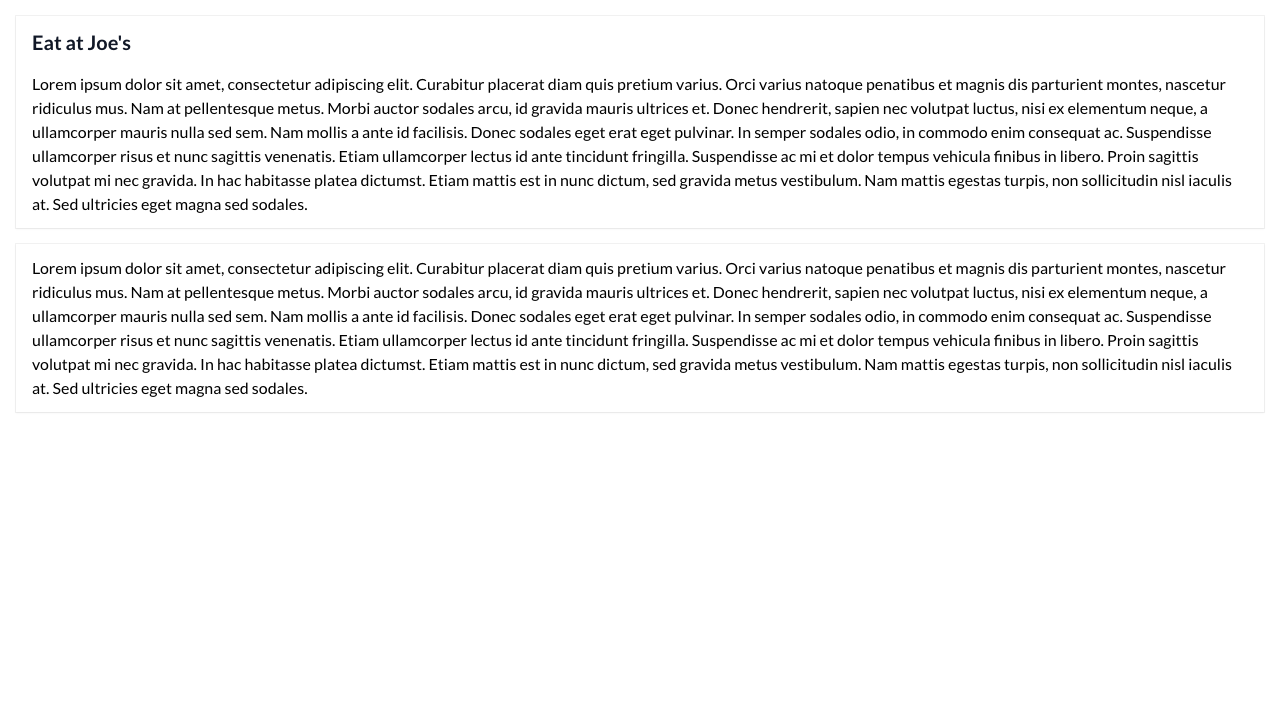 Eat at Joe's
Lorem ipsum dolor sit amet, consectetur adipiscing elit. Curabitur placerat diam quis pretium varius. Orci varius natoque penatibus et magnis dis parturient montes, nascetur
ridiculus mus. Nam at pellentesque metus. Morbi auctor sodales arcu, id gravida mauris ultrices et. Donec hendrerit, sapien nec volutpat luctus, nisi ex elementum neque, a
ullamcorper mauris nulla sed sem. Nam mollis a ante id facilisis. Donec sodales eget erat eget pulvinar. In semper sodales odio, in commodo enim consequat ac. Suspendisse
ullamcorper risus et nunc sagittis venenatis. Etiam ullamcorper lectus id ante tincidunt fringilla. Suspendisse ac mi et dolor tempus vehicula finibus in libero. Proin sagittis
volutpat mi nec gravida. In hac habitasse platea dictumst. Etiam mattis est in nunc dictum, sed gravida metus vestibulum. Nam mattis egestas turpis, non sollicitudin nisl iaculis
at. Sed ultricies eget magna sed sodales.
Lorem ipsum dolor sit amet, consectetur adipiscing elit. Curabitur placerat diam quis pretium varius. Orci varius natoque penatibus et magnis dis parturient montes, nascetur
ridiculus mus. Nam at pellentesque metus. Morbi auctor sodales arcu, id gravida mauris ultrices et. Donec hendrerit, sapien nec volutpat luctus, nisi ex elementum neque, a
ullamcorper mauris nulla sed sem. Nam mollis a ante id facilisis. Donec sodales eget erat eget pulvinar. In semper sodales odio, in commodo enim consequat ac. Suspendisse
ullamcorper risus et nunc sagittis venenatis. Etiam ullamcorper lectus id ante tincidunt fringilla. Suspendisse ac mi et dolor tempus vehicula finibus in libero. Proin sagittis
volutpat mi nec gravida. In hac habitasse platea dictumst. Etiam mattis est in nunc dictum, sed gravida metus vestibulum. Nam mattis egestas turpis, non sollicitudin nisl iaculis
at. Sed ultricies eget magna sed sodales.